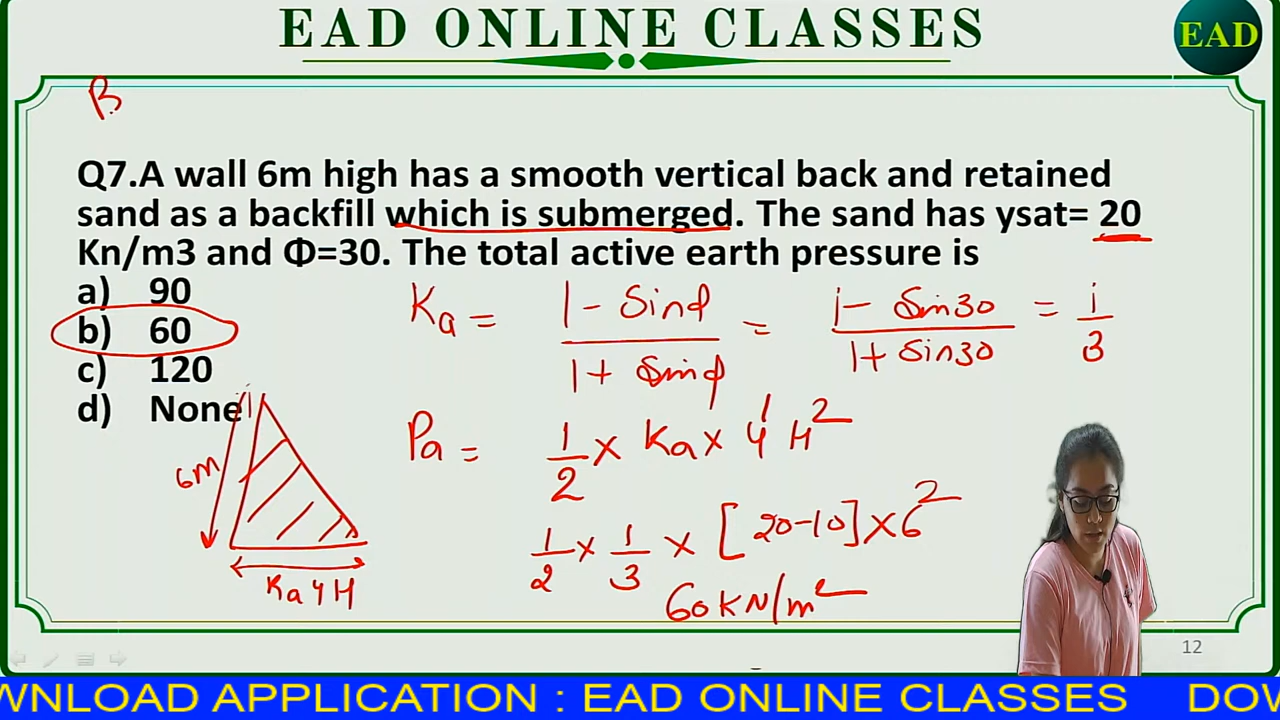 EAD ONLINE CLASSES
EAD
B
Q7.A wall 6m high has a smooth vertical back and retained
sand as a backfill which is submerged. The sand has ysat= 20
Kn/m3 and Φ=30. The total active earth pressure is
a) 90
b) 60
c) 120
d) None
Ka = 1 - Sinϕ / 1 + Sinϕ = 1 - Sin30 / 1 + Sin30 = 1/3
Pa = 1/2 × Ka × γ' H²
1/2 × 1/3 × [20-10] × 6²
60 KN/m²
6m
Ka γ H
12
WNLOAD APPLICATION : EAD ONLINE CLASSES DOW